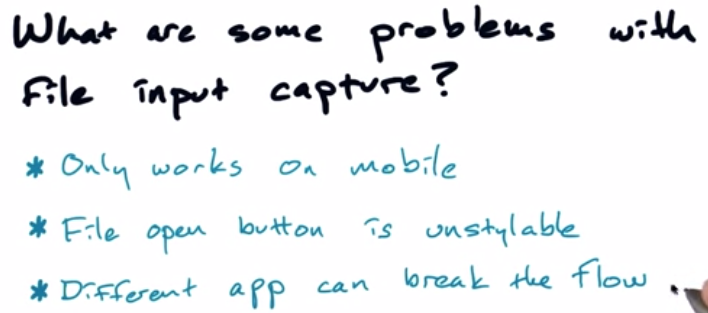 What are some problems with
File input capture?
* Only works on mobile
* File open button is unstylable
* Different app can break the flow